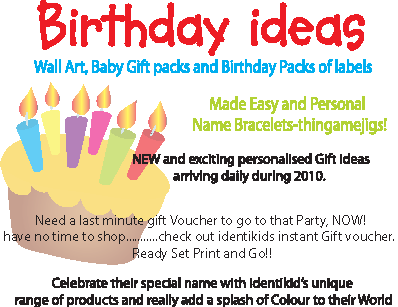 Birthday ideas
Wall Art, Baby Gift packs and Birthday Packs of labels
Made Easy and Personal
Name Bracelets-thingamejigs!
NEW and exciting personalised Gift ideas
arriving daily during 2010.
Need a last minute gift Voucher to go to that Party, NOW!
have no time to shop..........check out identikids instant Gift voucher.
Ready Set Print and Go!!
Celebrate their special name with Identikid's unique
range of products and really add a splash of Colour to their World